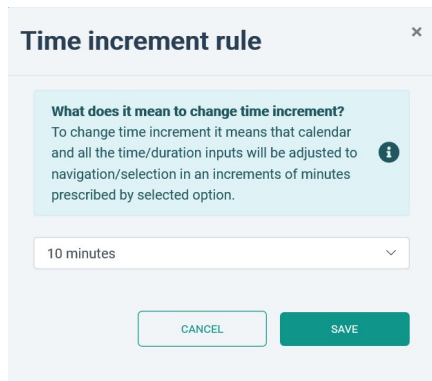 Time increment rule
×
What does it mean to change time increment?
To change time increment it means that calendar
and all the time/duration inputs will be adjusted to
navigation/selection in an increments of minutes
prescribed by selected option.
10 minutes
CANCEL
SAVE